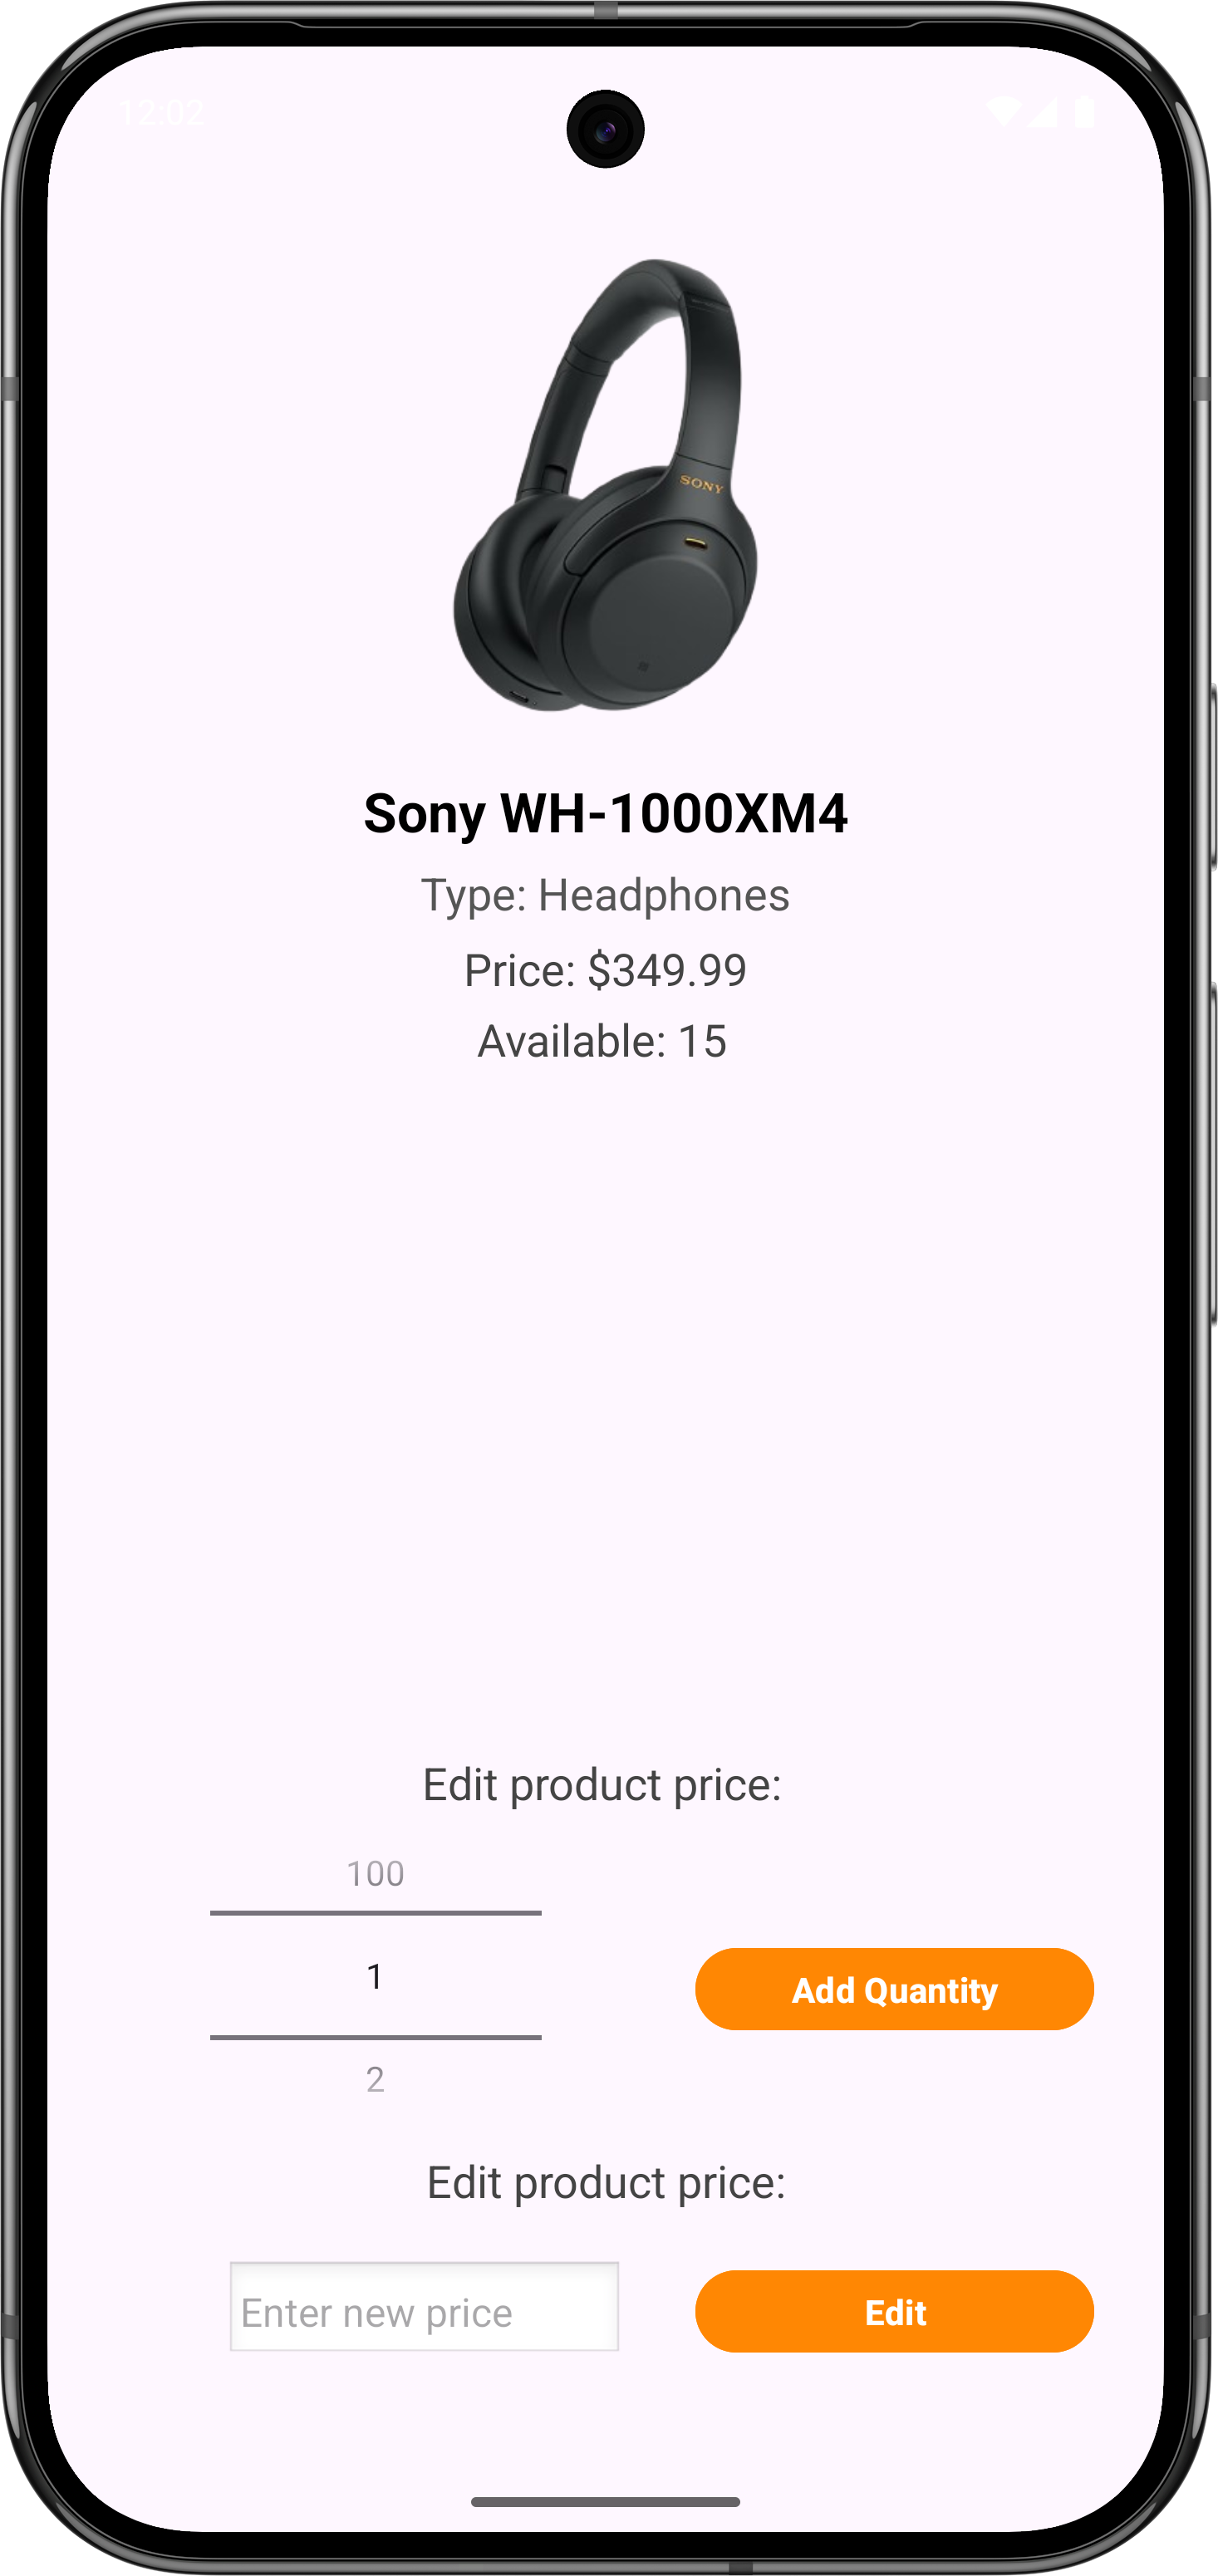 12:02
SONY
Sony WH-1000XM4
Type: Headphones
Price: $349.99
Available: 15
Edit product price:
100
1
Add Quantity
2
Edit product price:
Enter new price
Edit